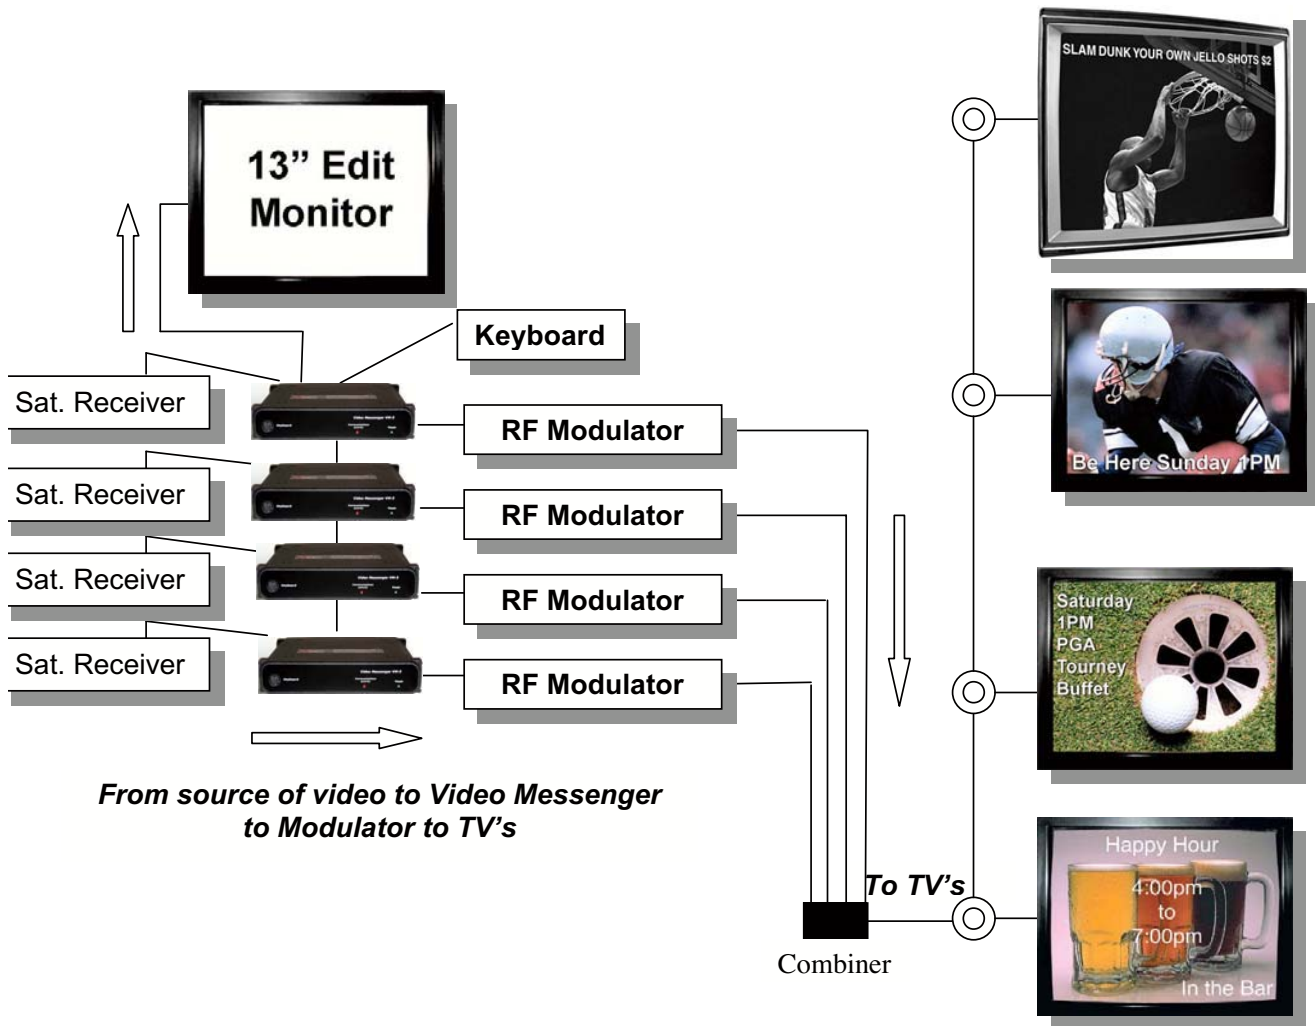 SLAM DUNK YOUR OWN JELLO SHOTS $2
13” Edit
Monitor
Keyboard
Be Here Sunday 1PM
Sat. Receiver
RF Modulator
Sat. Receiver
RF Modulator
Sat. Receiver
RF Modulator
Sat. Receiver
RF Modulator
Saturday
1PM
PGA
Tourney
Buffet
From source of video to Video Messenger
to Modulator to TV’s
To TV’s
Combiner
Happy Hour
4:00pm
to
7:00pm
In the Bar